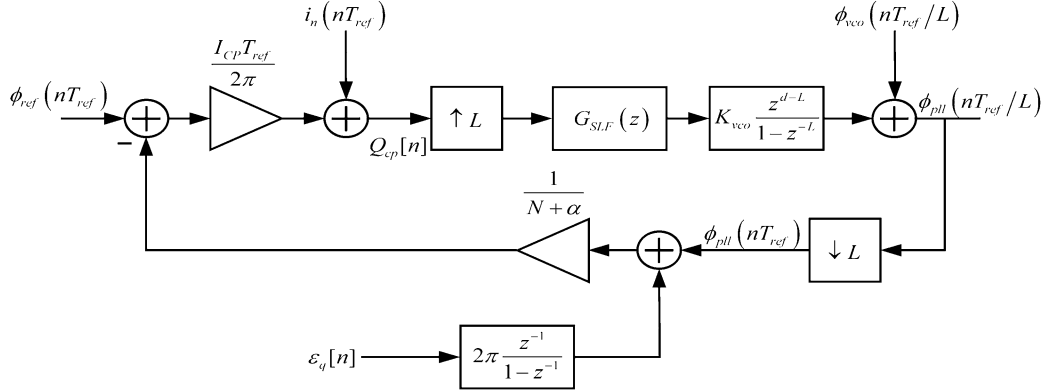 i_n(nT_ref)
ϕ_vco(nT_ref/L)
I_CP T_ref / 2π
ϕ_ref(nT_ref)
+
+
↑ L
G_SLF(z)
K_vco z^{d-L} / 1 − z^{-L}
+
ϕ_pll(nT_ref/L)
−
Q_cp[n]
1 / N + α
+
ϕ_pll(nT_ref)
↓ L
ε_q[n]
2π z^{-1} / 1 − z^{-1}